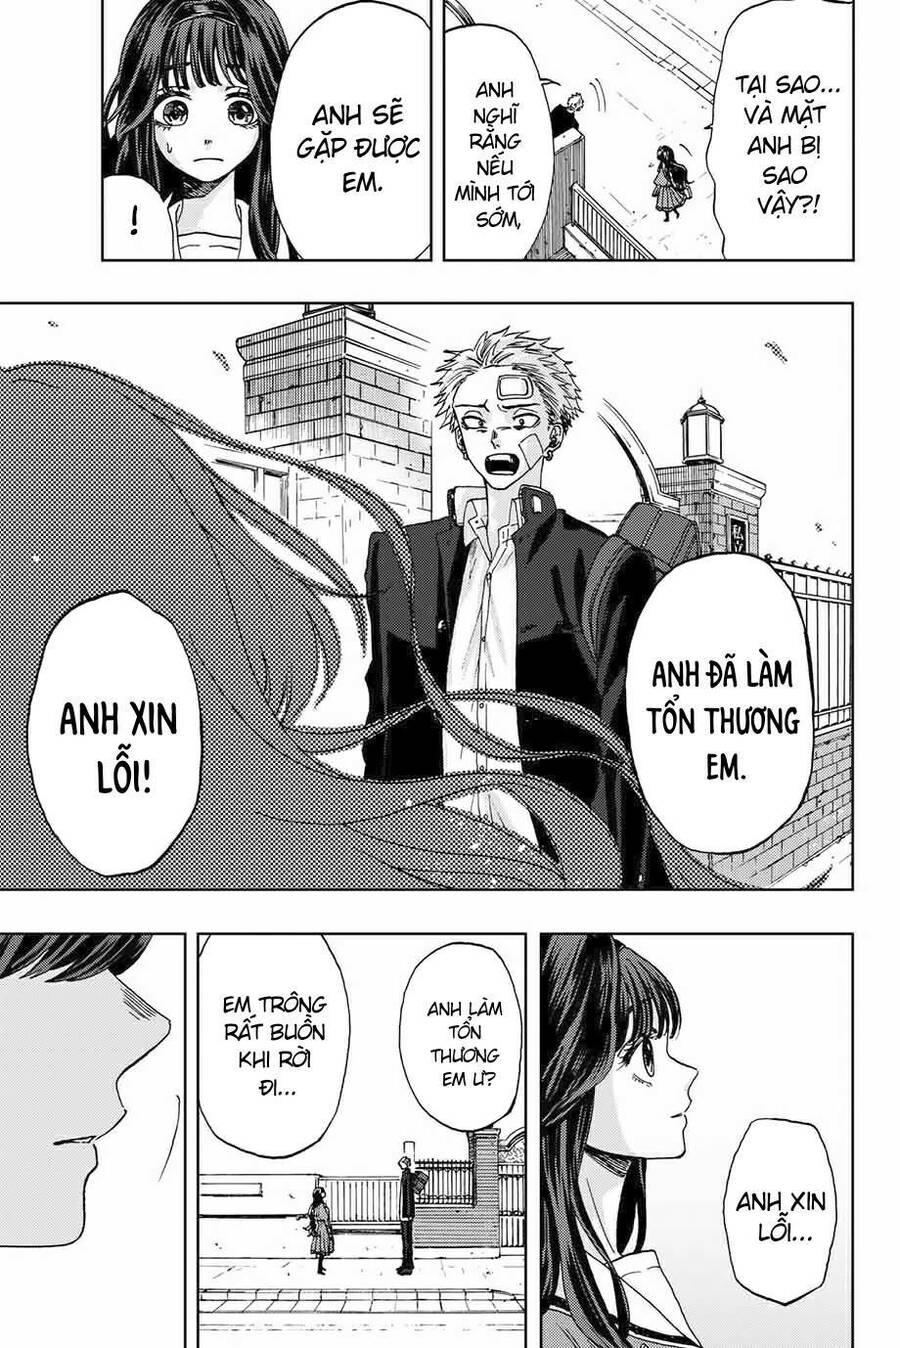 TẠI SAO...
VÀ MẶT
ANH BỊ
SAO
VẬY?!
ANH
NGHĨ
RẰNG
NẾU
MÌNH TỚI
SỚM,
ANH SẼ
GẶP ĐƯỢC
EM.
!
ANH ĐÃ LÀM
TỔN THƯƠNG
EM.
ANH XIN
LỖI!
私立
ANH XIN
LỖI...
ANH LÀM
TỔN
THƯƠNG
EM Ư?
EM TRÔNG
RẤT BUỒN
KHI RỜI
ĐI...